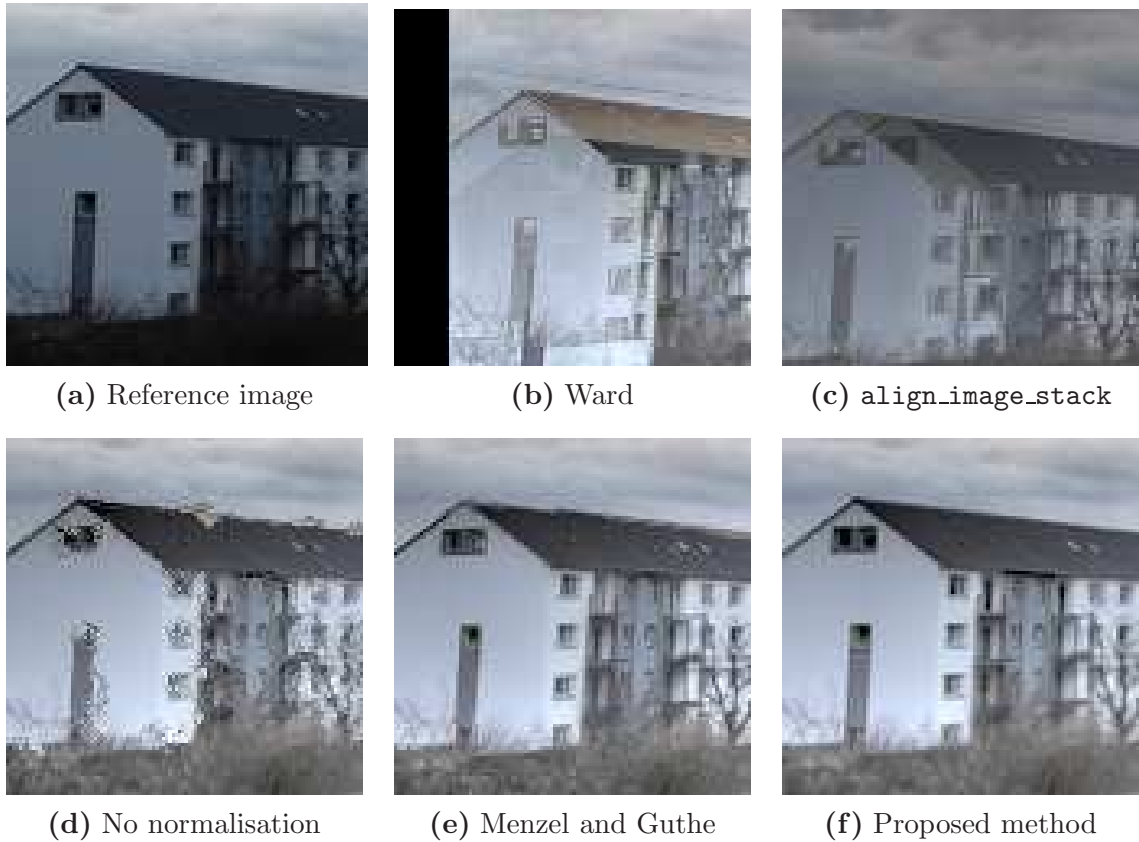 (a) Reference image
(b) Ward
(c) align_image_stack
(d) No normalisation
(e) Menzel and Guthe
(f) Proposed method